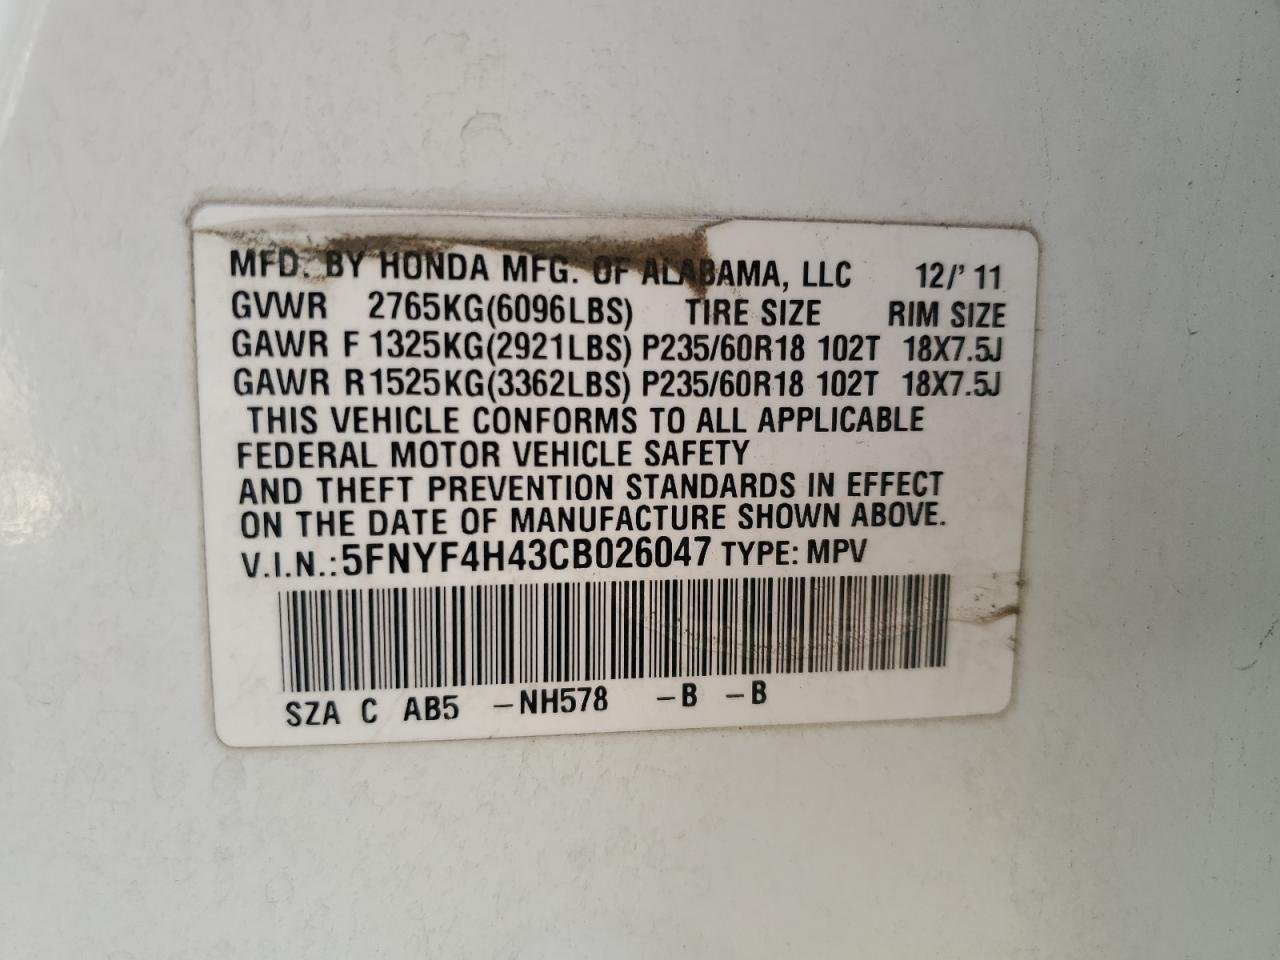 MFD. BY HONDA MFG. OF ALABAMA, LLC 12/'11
GVWR 2765KG(6096LBS) TIRE SIZE RIM SIZE
GAWR F 1325KG(2921LBS) P235/60R18 102T 18X7.5J
GAWR R1525KG(3362LBS) P235/60R18 102T 18X7.5J
THIS VEHICLE CONFORMS TO ALL APPLICABLE
FEDERAL MOTOR VEHICLE SAFETY
AND THEFT PREVENTION STANDARDS IN EFFECT
ON THE DATE OF MANUFACTURE SHOWN ABOVE.
V.I.N.:5FNYF4H43CB026047 TYPE: MPV
SZA C AB5 -NH578 -B -B